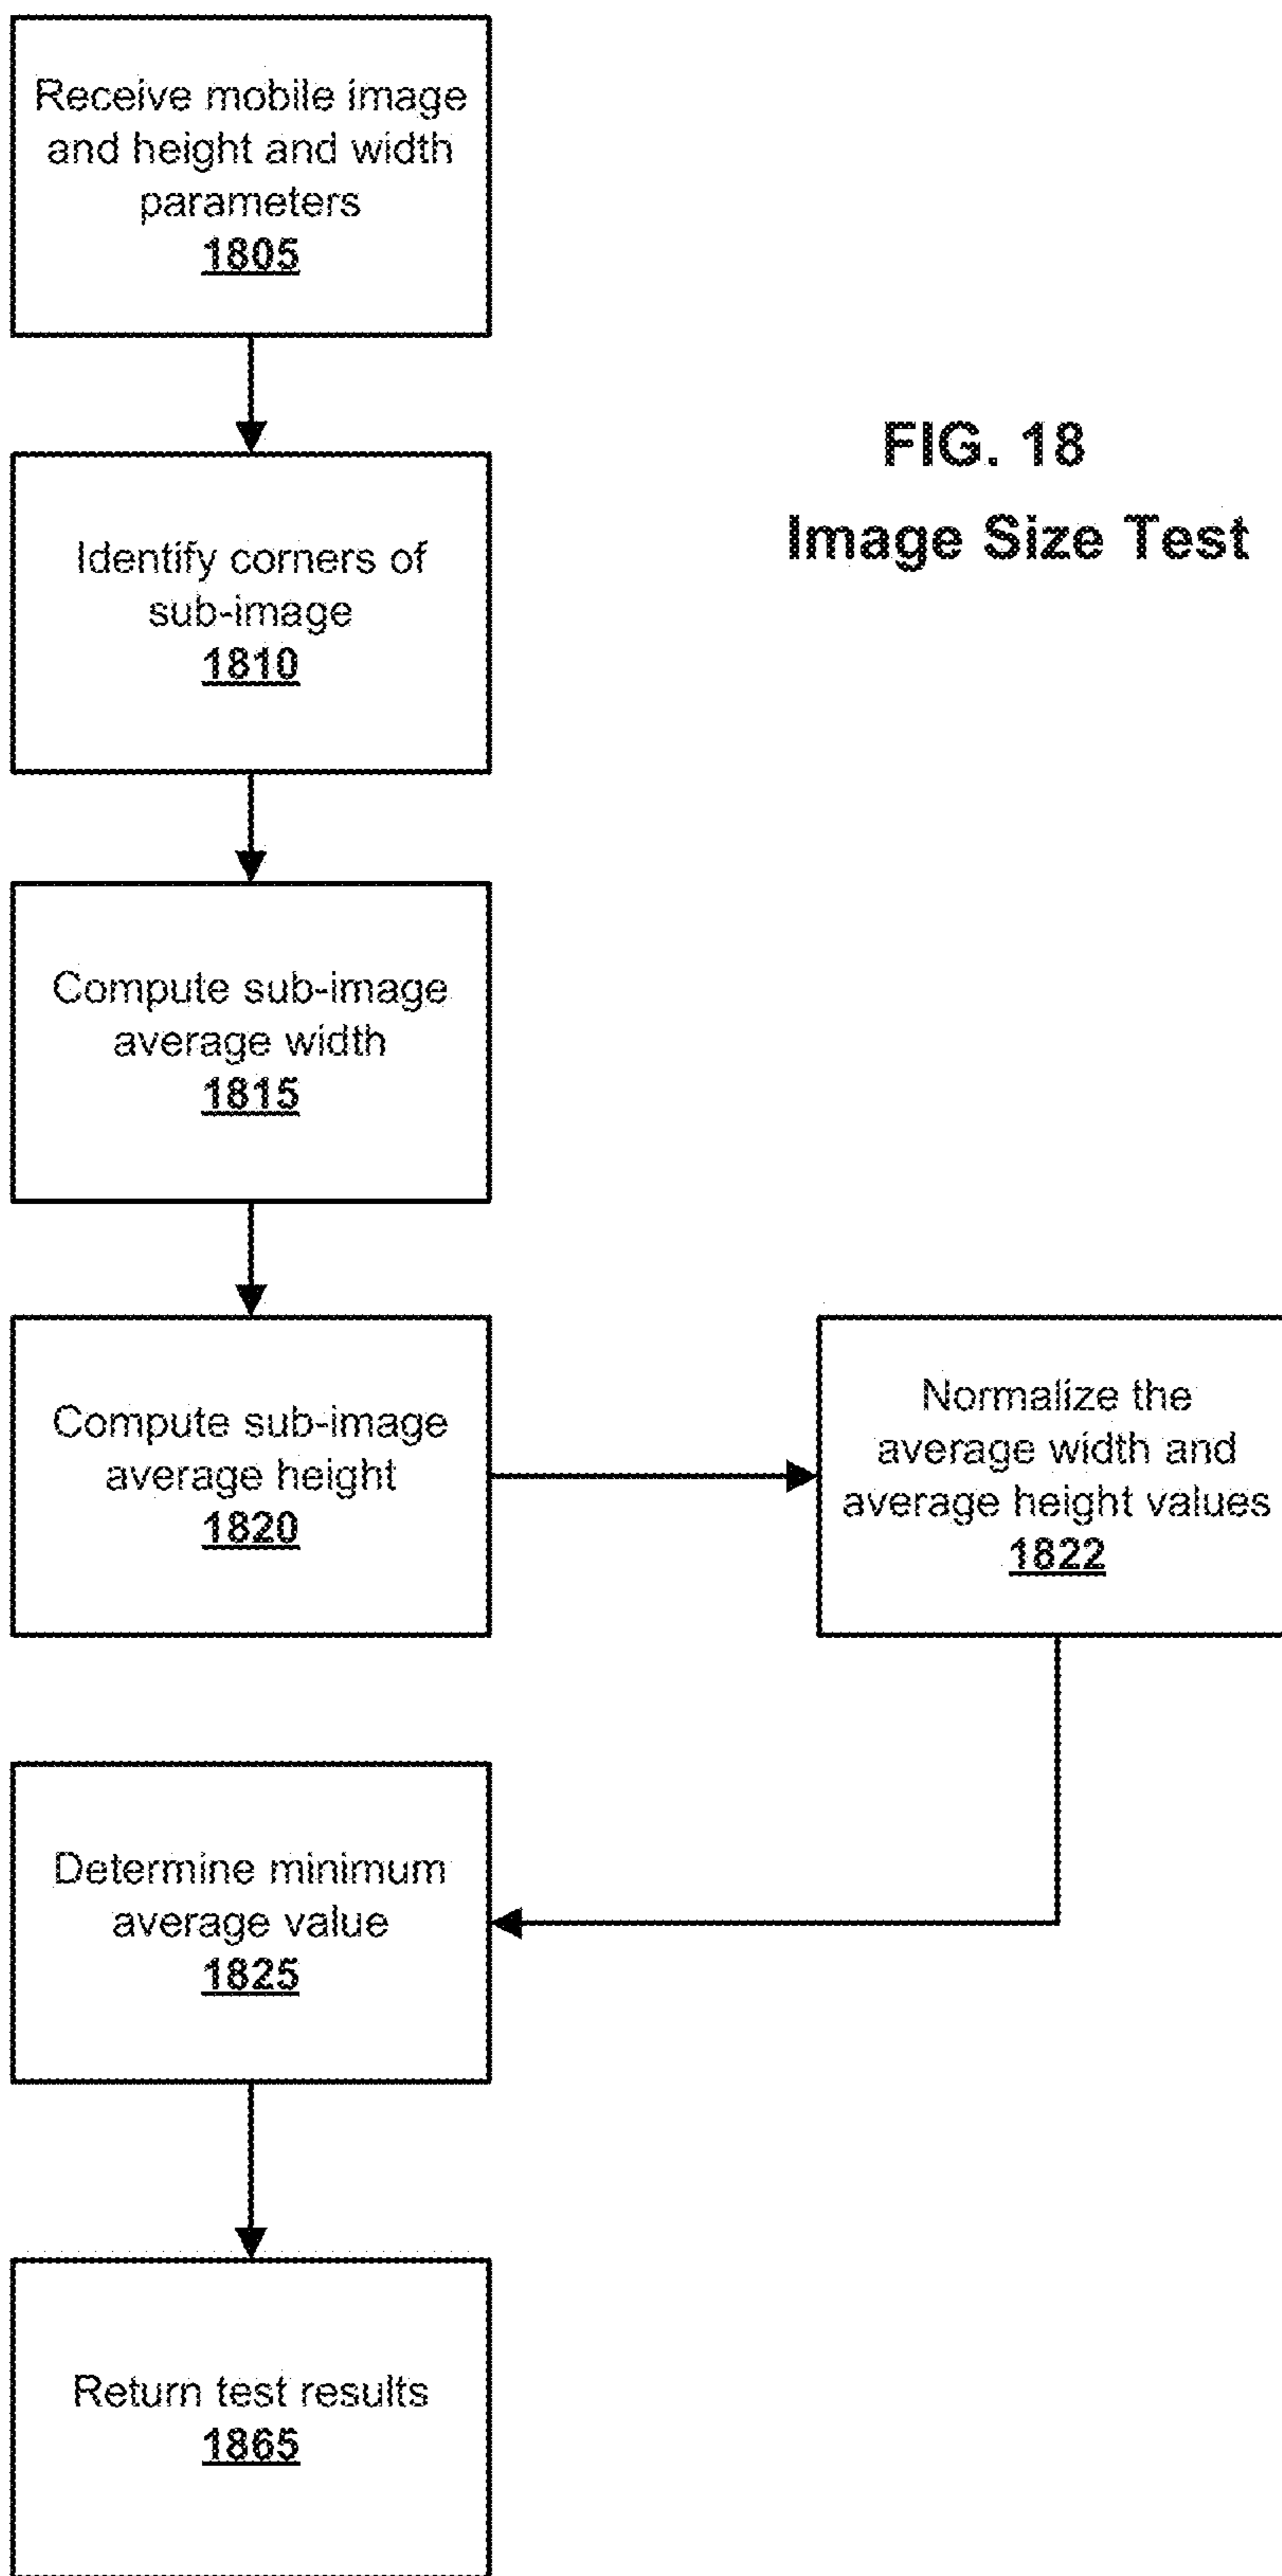 Receive mobile image
and height and width
parameters
1805
FIG. 18
Image Size Test
Identify corners of
sub-image
1810
Compute sub-image
average width
1815
Compute sub-image
average height
1820
Normalize the
average width and
average height values
1822
Determine minimum
average value
1825
Return test results
1865